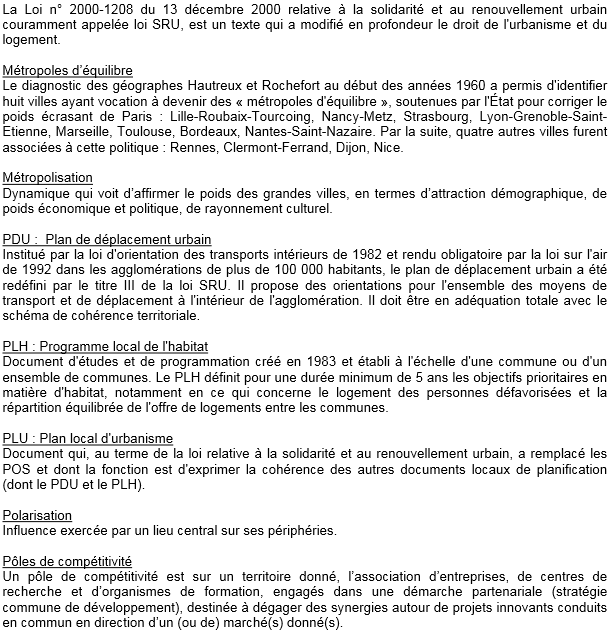 La Loi n° 2000-1208 du 13 décembre 2000 relative à la solidarité et au renouvellement urbain
couramment appelée loi SRU, est un texte qui a modifié en profondeur le droit de l'urbanisme et du
logement.
Métropoles d'équilibre
Le diagnostic des géographes Hautreux et Rochefort au début des années 1960 a permis d'identifier
huit villes ayant vocation à devenir des « métropoles d'équilibre », soutenues par l'État pour corriger le
poids écrasant de Paris : Lille-Roubaix-Tourcoing, Nancy-Metz, Strasbourg, Lyon-Grenoble-Saint-
Etienne, Marseille, Toulouse, Bordeaux, Nantes-Saint-Nazaire. Par la suite, quatre autres villes furent
associées à cette politique : Rennes, Clermont-Ferrand, Dijon, Nice.
Métropolisation
Dynamique qui voit d'affirmer le poids des grandes villes, en termes d'attraction démographique, de
poids économique et politique, de rayonnement culturel.
PDU : Plan de déplacement urbain
Institué par la loi d'orientation des transports intérieurs de 1982 et rendu obligatoire par la loi sur l'air
de 1992 dans les agglomérations de plus de 100 000 habitants, le plan de déplacement urbain a été
redéfini par le titre III de la loi SRU. Il propose des orientations pour l'ensemble des moyens de
transport et de déplacement à l'intérieur de l'agglomération. Il doit être en adéquation totale avec le
schéma de cohérence territoriale.
PLH : Programme local de l'habitat
Document d'études et de programmation créé en 1983 et établi à l'échelle d'une commune ou d'un
ensemble de communes. Le PLH définit pour une durée minimum de 5 ans les objectifs prioritaires en
matière d'habitat, notamment en ce qui concerne le logement des personnes défavorisées et la
répartition équilibrée de l'offre de logements entre les communes.
PLU : Plan local d'urbanisme
Document qui, au terme de la loi relative à la solidarité et au renouvellement urbain, a remplacé les
POS et dont la fonction est d'exprimer la cohérence des autres documents locaux de planification
(dont le PDU et le PLH).
Polarisation
Influence exercée par un lieu central sur ses périphéries.
Pôles de compétitivité
Un pôle de compétitivité est sur un territoire donné, l'association d'entreprises, de centres de
recherche et d'organismes de formation, engagés dans une démarche partenariale (stratégie
commune de développement), destinée à dégager des synergies autour de projets innovants conduits
en commun en direction d'un (ou de) marché(s) donné(s).